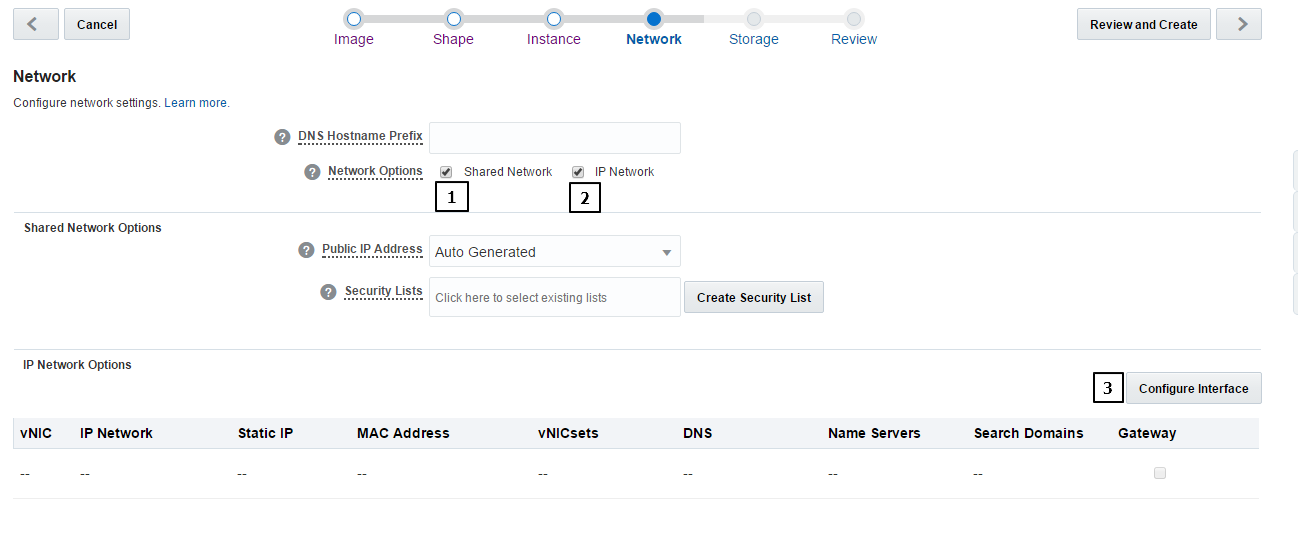 Cancel
Review and Create
Image Shape Instance Network Storage Review
Network
Configure network settings. Learn more.
? DNS Hostname Prefix
? Network Options Shared Network IP Network
1 2
Shared Network Options
? Public IP Address Auto Generated
? Security Lists Click here to select existing lists Create Security List
IP Network Options
3 Configure Interface
vNIC IP Network Static IP MAC Address vNICsets DNS Name Servers Search Domains Gateway
-- -- -- -- -- -- -- --